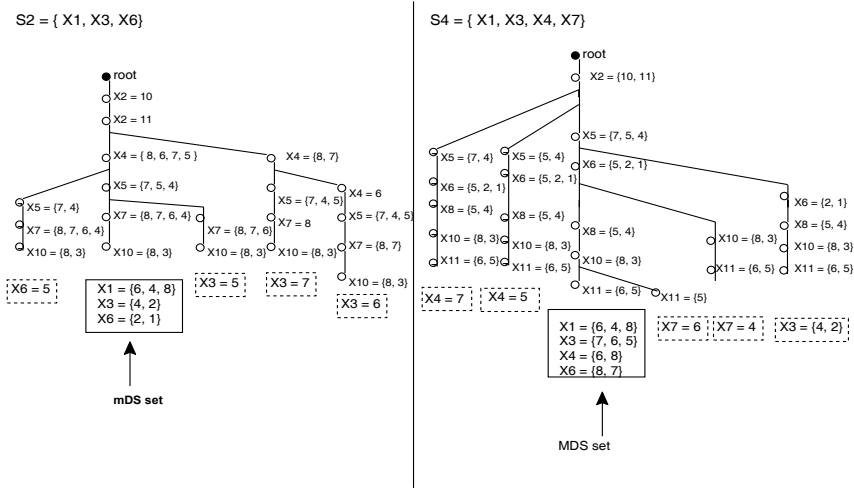 S2 = { X1, X3, X6}
root
X2 = 10
X2 = 11
X4 = { 8, 6, 7, 5 }
X4 = {8, 7}
X5 = {7, 5, 4}
X5 = {7, 4, 5}
X4 = 6
X5 = {7, 4}
X7 = {8, 7, 6, 4}
X7 = {8, 7, 6}
X7 = 8
X5 = {7, 4, 5}
X7 = {8, 7, 6, 4}
X10 = {8, 3}
X10 = {8, 3}
X10 = {8, 3}
X10 = {8, 3}
X7 = {8, 7}
X10 = {8, 3}
X6 = 5
X1 = {6, 4, 8}
X3 = {4, 2}
X6 = {2, 1}
X3 = 5
X3 = 7
X3 = 6
mDS set
S4 = { X1, X3, X4, X7}
root
X2 = {10, 11}
X5 = {7, 5, 4}
X5 = {7, 4}
X5 = {5, 4}
X6 = {5, 2, 1}
X6 = {5, 2, 1}
X6 = {5, 2, 1}
X6 = {2, 1}
X8 = {5, 4}
X8 = {5, 4}
X8 = {5, 4}
X8 = {5, 4}
X10 = {8, 3}
X10 = {8, 3}
X10 = {8, 3}
X10 = {8, 3}
X10 = {8, 3}
X11 = {6, 5}
X11 = {6, 5}
X11 = {6, 5}
X11 = {6, 5}
X11 = {6, 5}
X11 = {5}
X4 = 7
X4 = 5
X1 = {6, 4, 8}
X3 = {7, 6, 5}
X4 = {6, 8}
X6 = {8, 7}
X7 = 6
X7 = 4
X3 = {4, 2}
MDS set